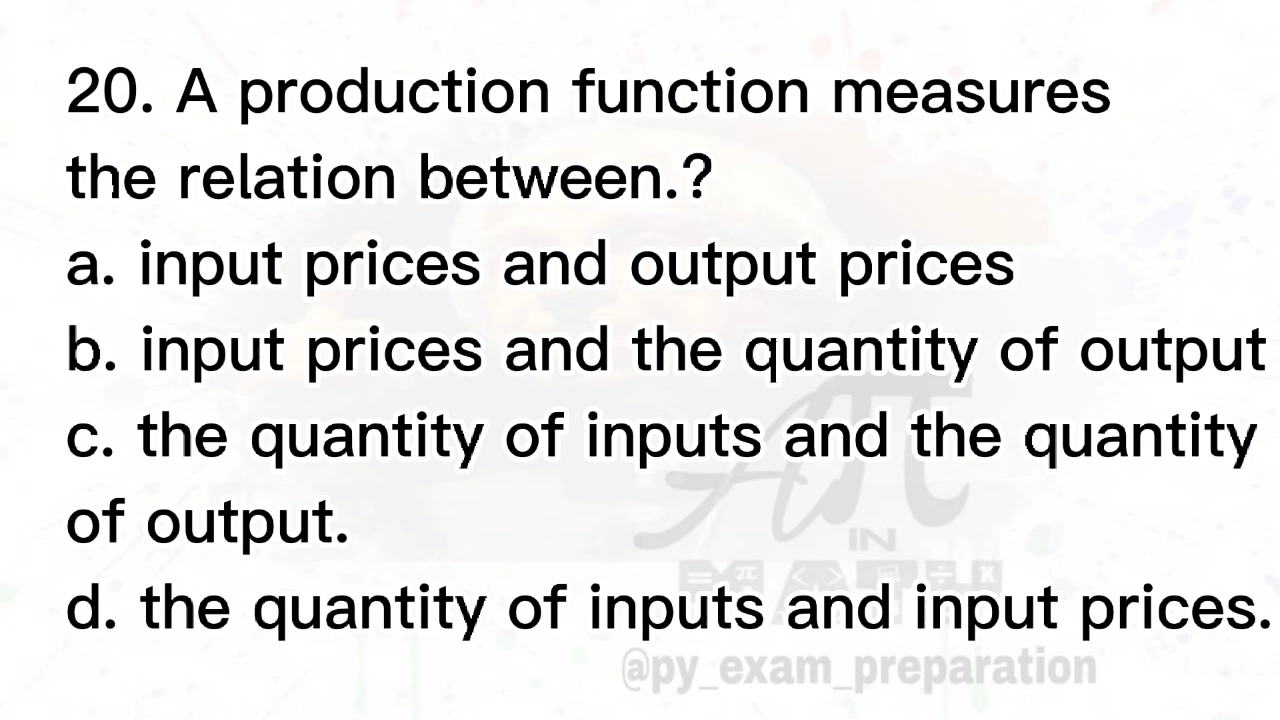 20. A production function measures
the relation between.?
a. input prices and output prices
b. input prices and the quantity of output
c. the quantity of inputs and the quantity
of output.
d. the quantity of inputs and input prices.
IN
@py_exam_preparation